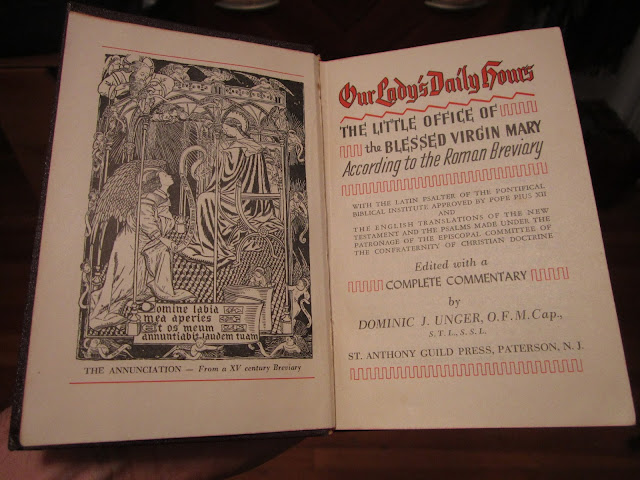 Domine labia
mea aperies
Et os meum
annuntiabit laudem tuam
THE ANNUNCIATION — From a XV century Breviary
Our Lady's Daily Hours
THE LITTLE OFFICE OF
the BLESSED VIRGIN MARY
According to the Roman Breviary
WITH THE LATIN PSALTER OF THE PONTIFICAL
BIBLICAL INSTITUTE APPROVED BY POPE PIUS XII
AND
THE ENGLISH TRANSLATIONS OF THE NEW
TESTAMENT AND THE PSALMS MADE UNDER THE
PATRONAGE OF THE EPISCOPAL COMMITTEE OF
THE CONFRATERNITY OF CHRISTIAN DOCTRINE
Edited with a
COMPLETE COMMENTARY
by
DOMINIC J. UNGER, O.F.M.Cap.,
S.T.L., S.S.L.
ST. ANTHONY GUILD PRESS, PATERSON, N. J.